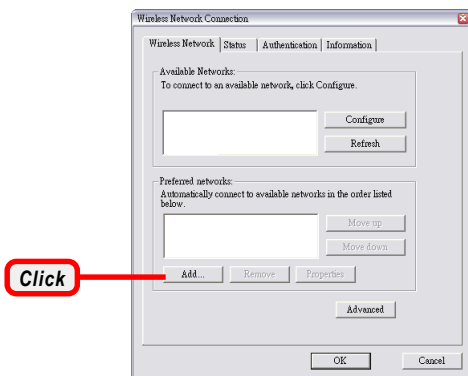 Wireless Network Connection
Wireless Network Status Authentication Information
Available Networks:
To connect to an available network, click Configure.
Configure
Refresh
Preferred networks:
Automatically connect to available networks in the order listed
below.
Move up
Move down
Click
Add... Remove Properties
Advanced
OK Cancel